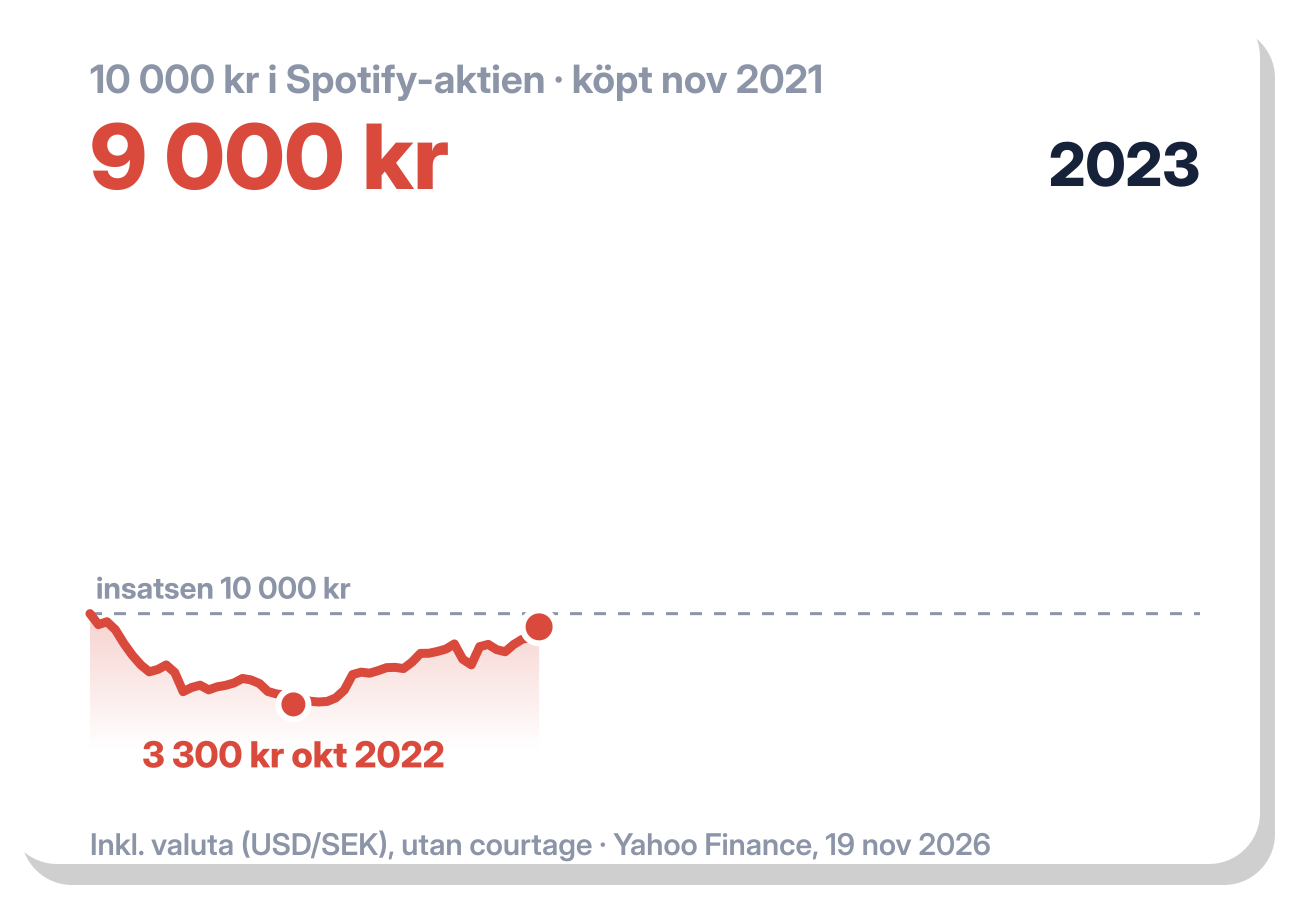 10 000 kr i Spotify-aktien · köpt nov 2021
9 000 kr
2023
insatsen 10 000 kr
3 300 kr okt 2022
Inkl. valuta (USD/SEK), utan courtage · Yahoo Finance, 19 nov 2026